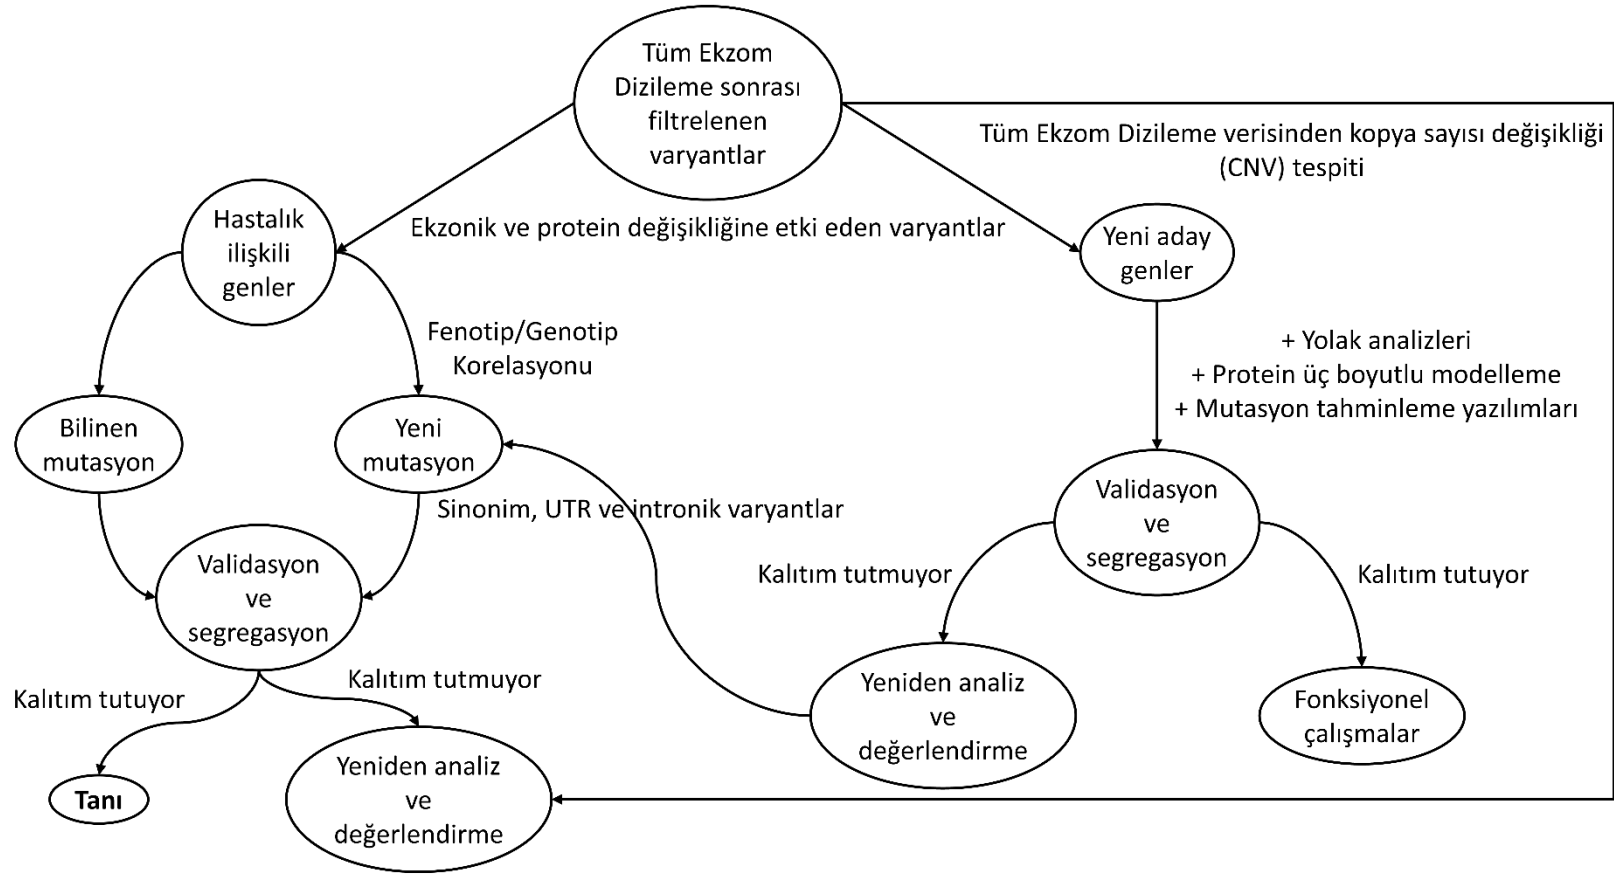 Tüm Ekzom
Dizileme sonrası
filtrelenen
varyantlar
Tüm Ekzom Dizileme verisinden kopya sayısı değişikliği
(CNV) tespiti
Ekzonik ve protein değişikliğine etki eden varyantlar
Hastalık
ilişkili
genler
Yeni aday
genler
Fenotip/Genotip
Korelasyonu
+ Yolak analizleri
+ Protein üç boyutlu modelleme
+ Mutasyon tahminleme yazılımları
Bilinen
mutasyon
Yeni
mutasyon
Sinonim, UTR ve intronik varyantlar
Validasyon
ve
segregasyon
Validasyon
ve
segregasyon
Kalıtım tutmuyor
Kalıtım tutuyor
Kalıtım tutuyor
Kalıtım tutmuyor
Yeniden analiz
ve
değerlendirme
Fonksiyonel
çalışmalar
Tanı
Yeniden analiz
ve
değerlendirme